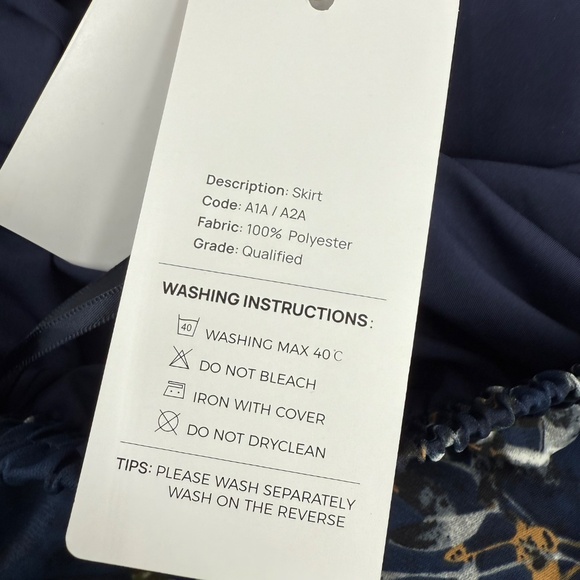 Description: Skirt
Code: A1A / A2A
Fabric: 100% Polyester
Grade: Qualified
WASHING INSTRUCTIONS:
40 WASHING MAX 40℃
DO NOT BLEACH
IRON WITH COVER
DO NOT DRYCLEAN
TIPS: PLEASE WASH SEPARATELY
WASH ON THE REVERSE